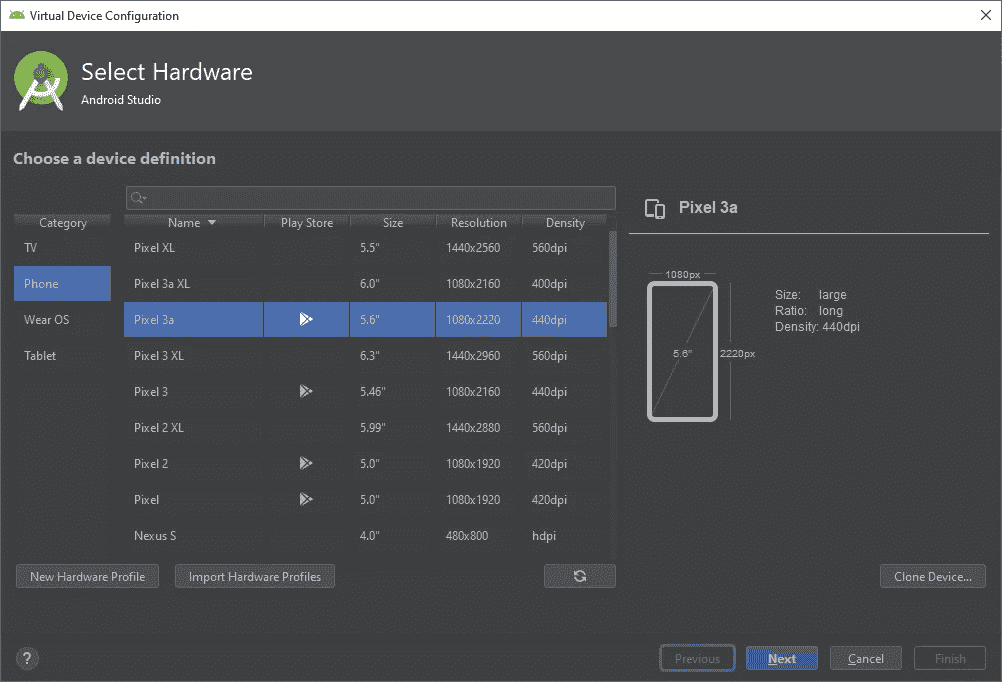 Virtual Device Configuration
Select Hardware
Android Studio
Choose a device definition
Category
TV
Phone
Wear OS
Tablet
Name Play Store Size Resolution Density
Pixel XL 5.5" 1440x2560 560dpi
Pixel 3a XL 6.0" 1080x2160 400dpi
Pixel 3a 5.6" 1080x2220 440dpi
Pixel 3 XL 6.3" 1440x2960 560dpi
Pixel 3 5.46" 1080x2160 440dpi
Pixel 2 XL 5.99" 1440x2880 560dpi
Pixel 2 5.0" 1080x1920 420dpi
Pixel 5.0" 1080x1920 420dpi
Nexus S 4.0" 480x800 hdpi
Pixel 3a
1080px
5.6"
2220px
Size: large
Ratio: long
Density: 440dpi
New Hardware Profile Import Hardware Profiles Clone Device...
? Previous Next Cancel Finish